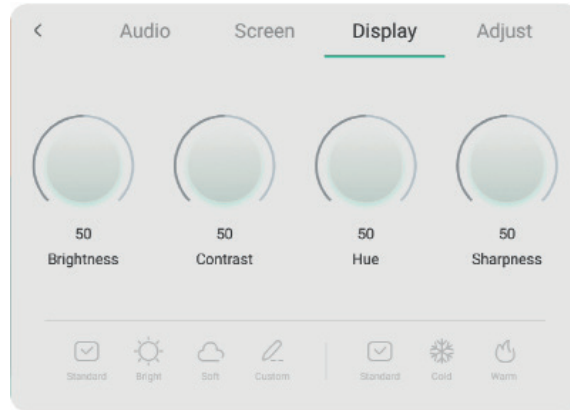 Audio Screen Display Adjust
50 50 50 50
Brightness Contrast Hue Sharpness
Standard Bright Soft Custom Standard Cold Warm